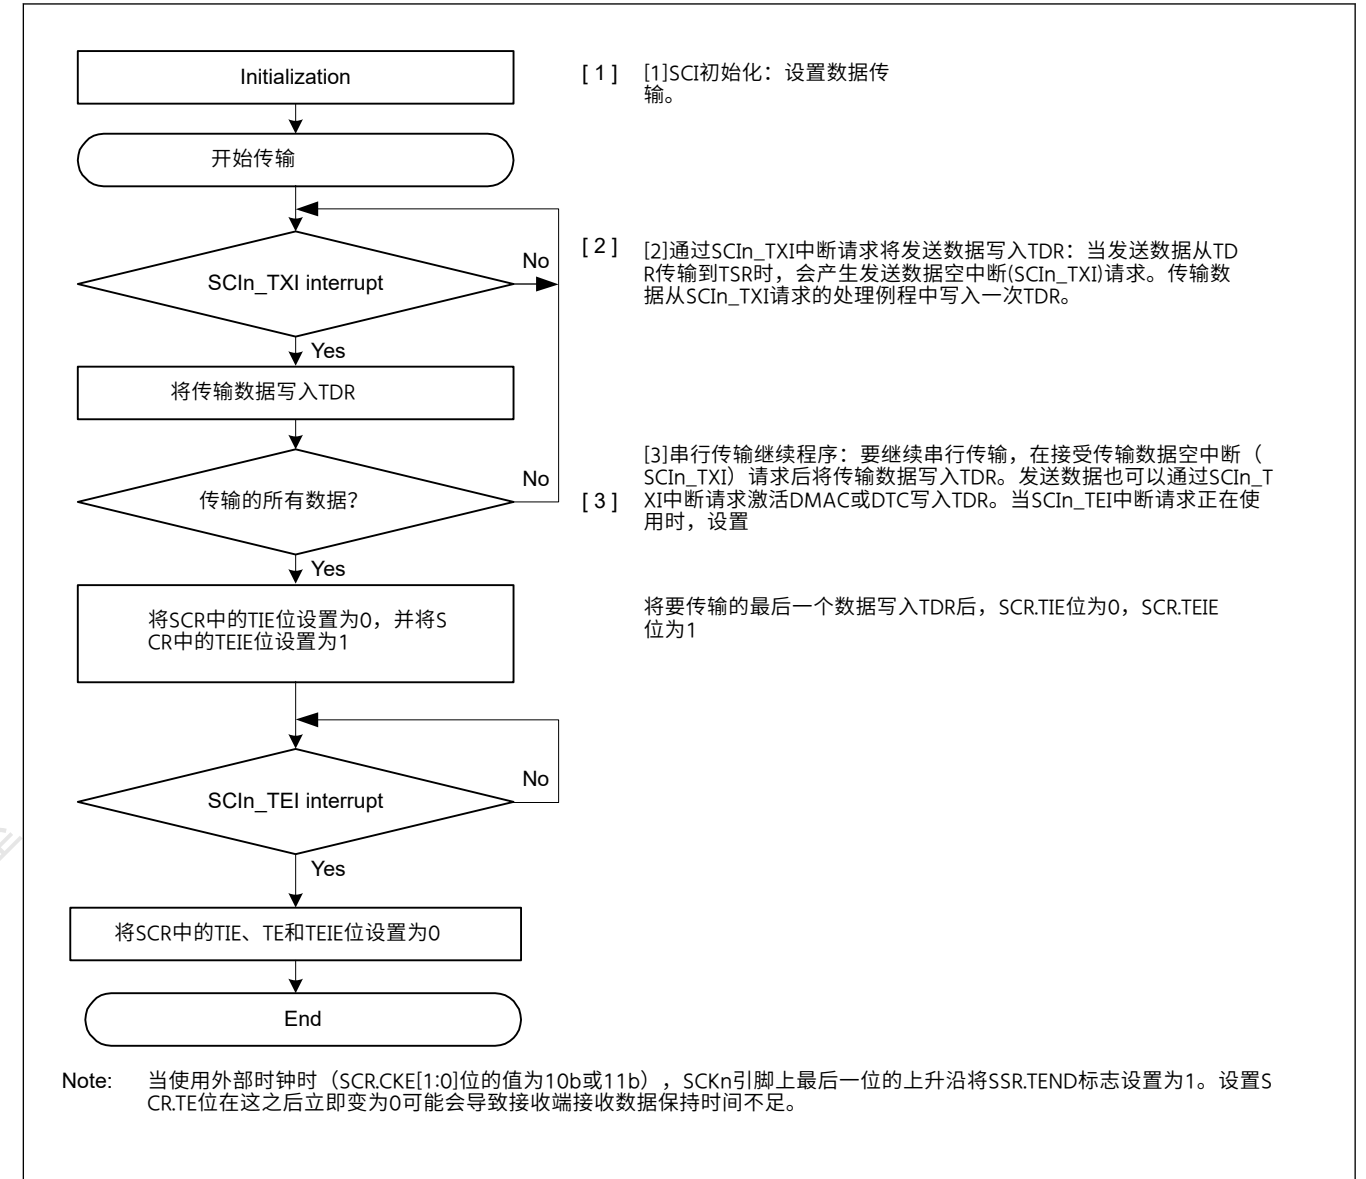 Initialization
[ 1 ]
[1]SCI初始化：设置数据传
输。
开始传输
SCIn_TXI interrupt
No
Yes
[ 2 ]
[2]通过SCIn_TXI中断请求将发送数据写入TDR：当发送数据从TD
R传输到TSR时，会产生发送数据空中断(SCIn_TXI)请求。传输数
据从SCIn_TXI请求的处理例程中写入一次TDR。
将传输数据写入TDR
传输的所有数据？
No
Yes
[ 3 ]
[3]串行传输继续程序：要继续串行传输，在接受传输数据空中断（
SCIn_TXI）请求后将传输数据写入TDR。发送数据也可以通过SCIn_T
XI中断请求激活DMAC或DTC写入TDR。当SCIn_TEI中断请求正在使
用时，设置
将SCR中的TIE位设置为0，并将S
CR中的TEIE位设置为1
将要传输的最后一个数据写入TDR后，SCR.TIE位为0，SCR.TEIE
位为1
SCIn_TEI interrupt
No
Yes
将SCR中的TIE、TE和TEIE位设置为0
End
Note:
当使用外部时钟时（SCR.CKE[1:0]位的值为10b或11b），SCKn引脚上最后一位的上升沿将SSR.TEND标志设置为1。设置S
CR.TE位在这之后立即变为0可能会导致接收端接收数据保持时间不足。